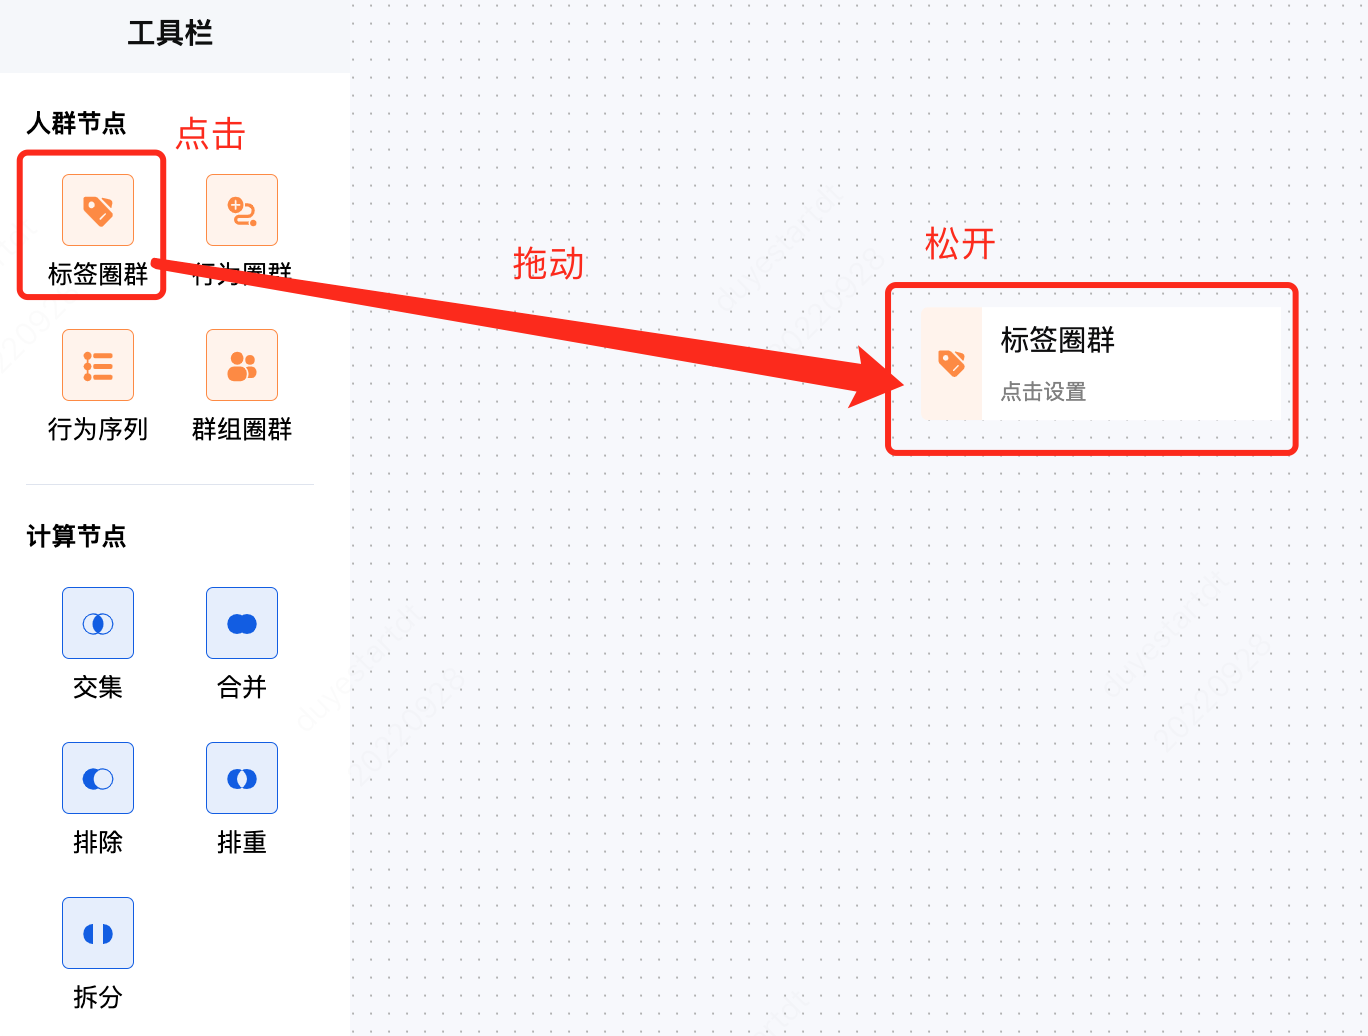 工具栏
人群节点
点击
标签圈群
行为圈群
行为序列
群组圈群
计算节点
交集
合并
排除
排重
拆分
拖动
松开
标签圈群
点击设置
duyestartdt
20220928